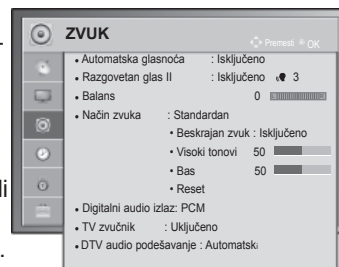 ZVUK
Premesti OK
• Automatska glasnoća : Isključeno
• Razgovetan glas II : Isključeno 3
• Balans 0
• Način zvuka : Standardan
• Beskrajan zvuk : Isključeno
• Visoki tonovi 50
• Bas 50
• Reset
• Digitalni audio izlaz: PCM
• TV zvučnik : Uključeno
• DTV audio podešavanje : Automatski
li
.